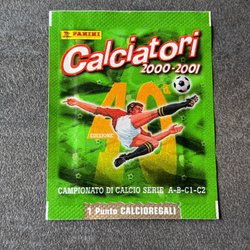 PANINI
Calciatori
2000-2001
40°
EDIZIONE
CAMPIONATO DI CALCIO SERIE A-B-C1-C2
1 Punto CALCIOREGALI